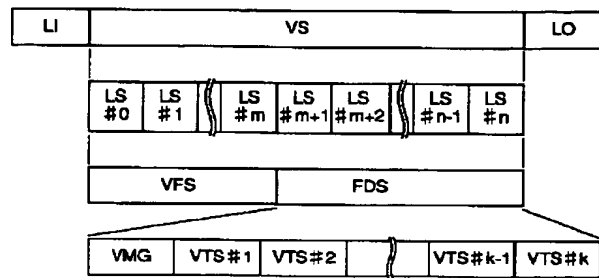 LI VS LO
LS #0 LS #1 LS #m LS #m+1 LS #m+2 LS #n-1 LS #n
VFS FDS
VMG VTS#1 VTS#2 VTS#k-1 VTS#k